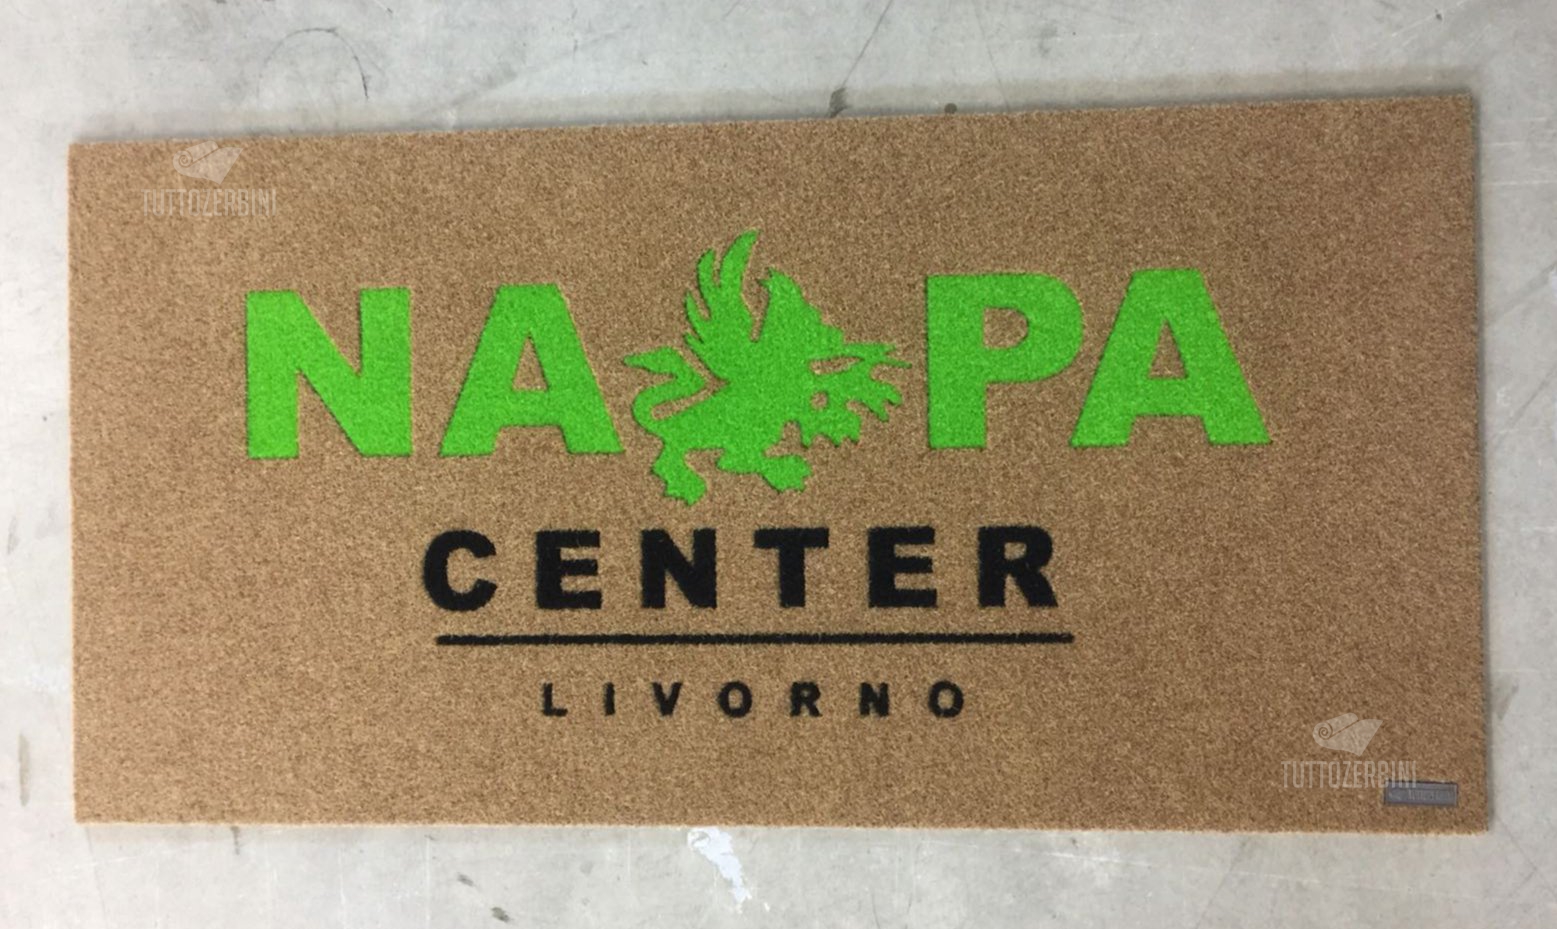 TUTTOZERBINI
NA PA
CENTER
LIVORNO
TUTTOZERBINI